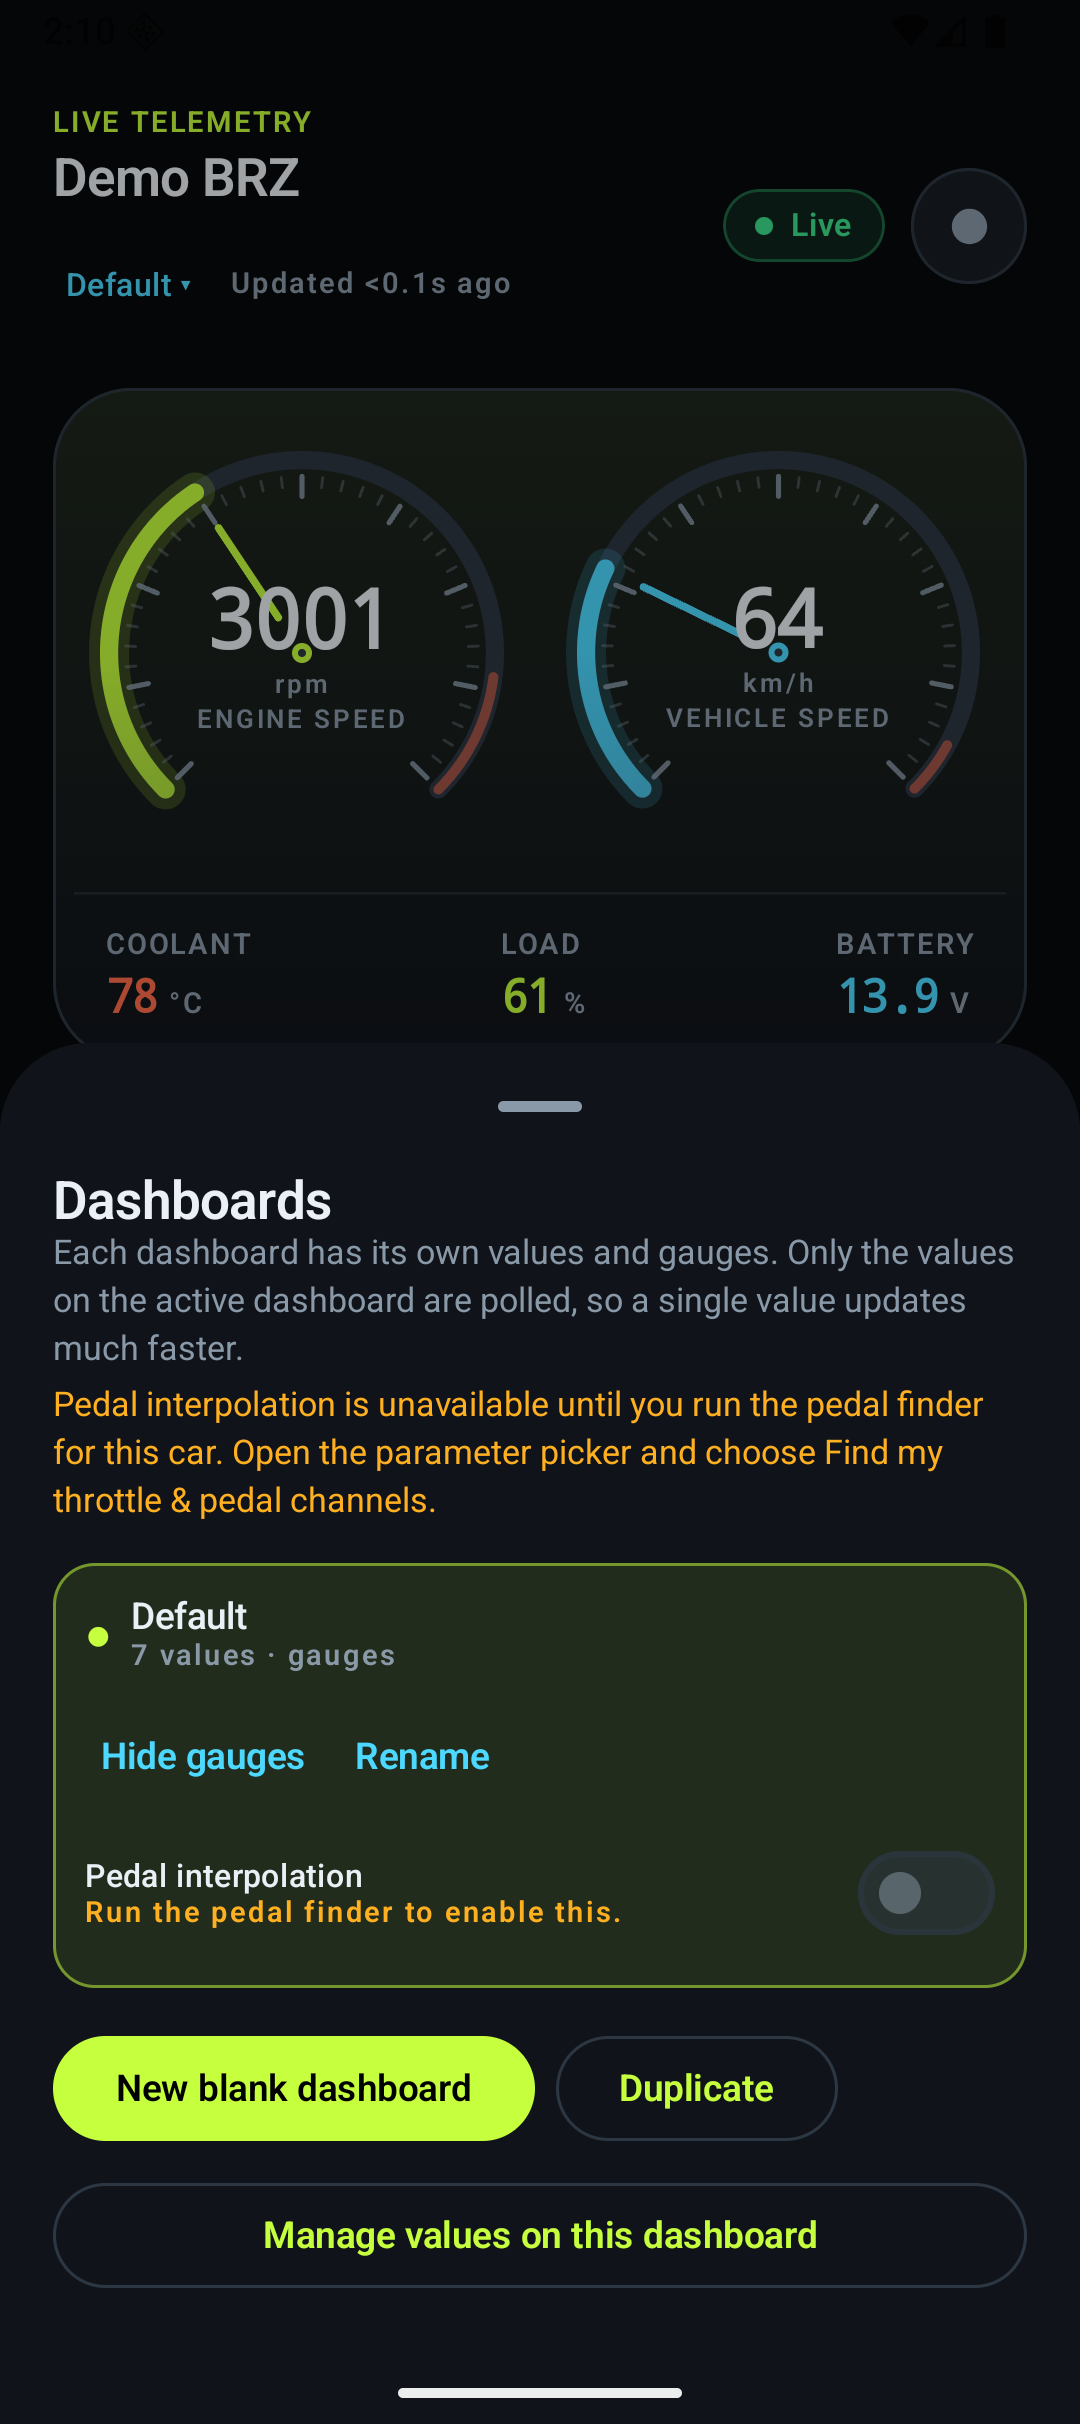 2:10
LIVE TELEMETRY
Demo BRZ
Live
Default ▾ Updated <0.1s ago
3001
rpm
ENGINE SPEED
64
km/h
VEHICLE SPEED
COOLANT
78 °C
LOAD
61 %
BATTERY
13.9 V
Dashboards
Each dashboard has its own values and gauges. Only the values
on the active dashboard are polled, so a single value updates
much faster.
Pedal interpolation is unavailable until you run the pedal finder
for this car. Open the parameter picker and choose Find my
throttle & pedal channels.
Default
7 values · gauges
Hide gauges Rename
Pedal interpolation
Run the pedal finder to enable this.
New blank dashboard Duplicate
Manage values on this dashboard